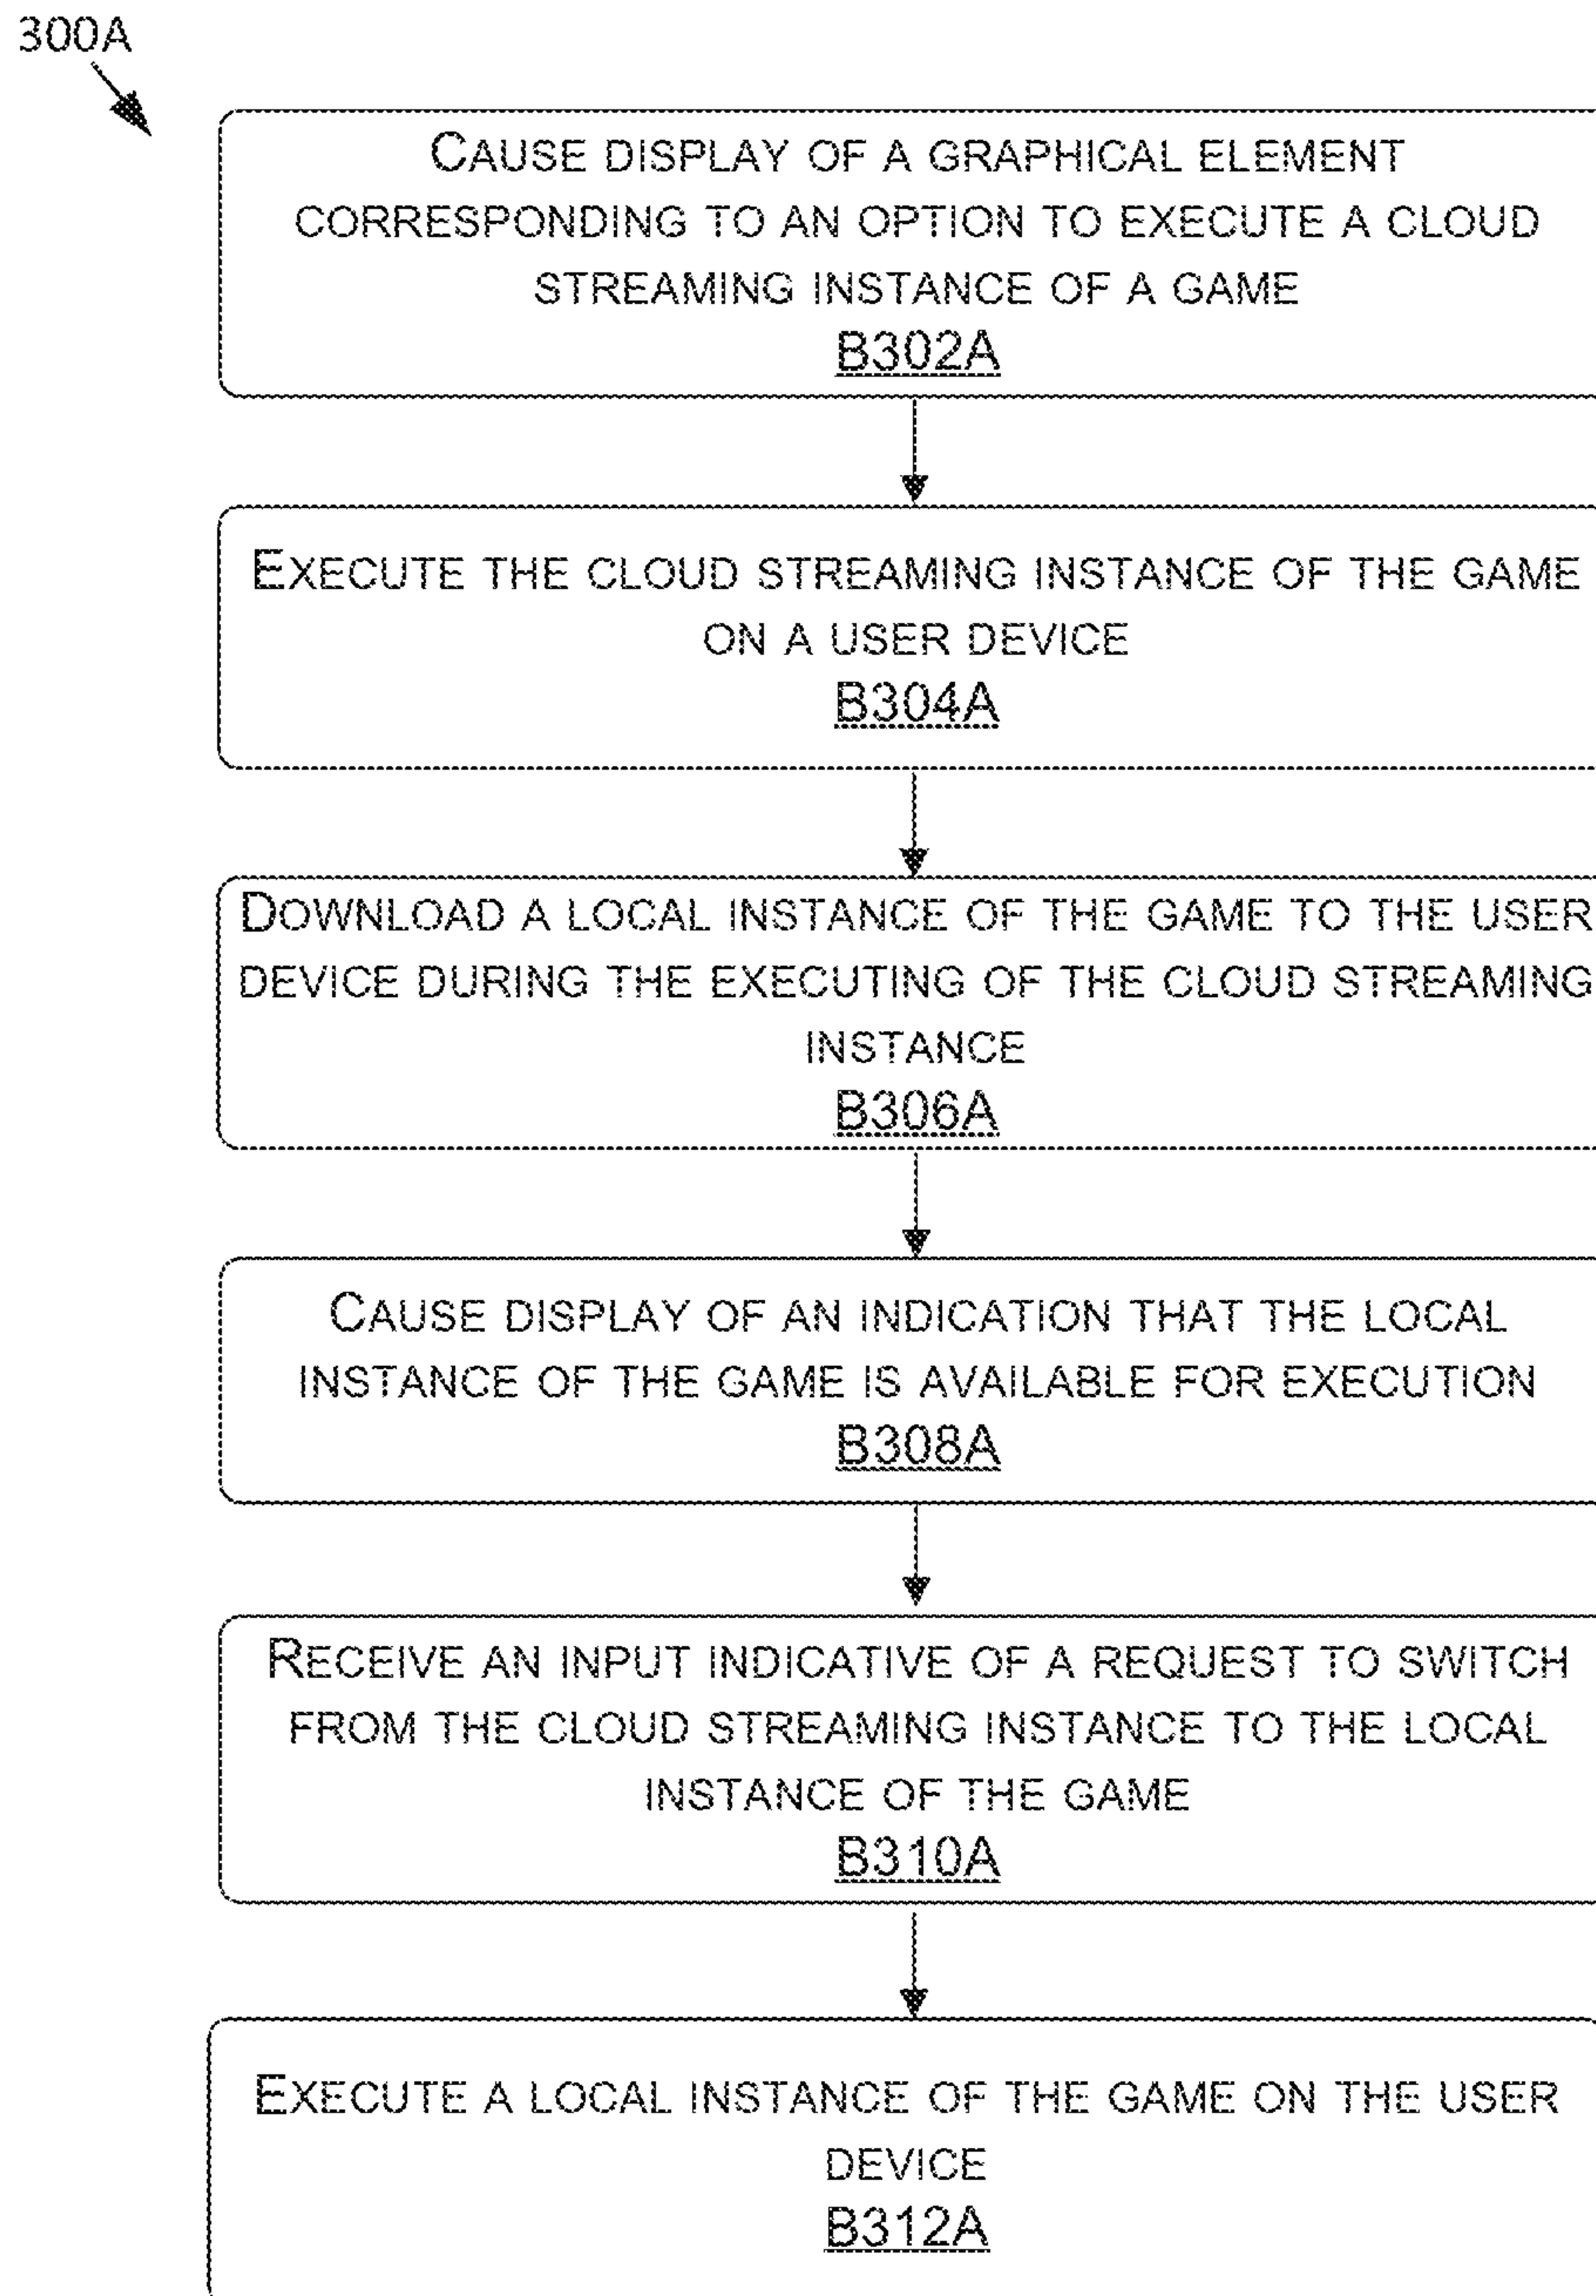 300A
CAUSE DISPLAY OF A GRAPHICAL ELEMENT
CORRESPONDING TO AN OPTION TO EXECUTE A CLOUD
STREAMING INSTANCE OF A GAME
B302A
EXECUTE THE CLOUD STREAMING INSTANCE OF THE GAME
ON A USER DEVICE
B304A
DOWNLOAD A LOCAL INSTANCE OF THE GAME TO THE USER
DEVICE DURING THE EXECUTING OF THE CLOUD STREAMING
INSTANCE
B306A
CAUSE DISPLAY OF AN INDICATION THAT THE LOCAL
INSTANCE OF THE GAME IS AVAILABLE FOR EXECUTION
B308A
RECEIVE AN INPUT INDICATIVE OF A REQUEST TO SWITCH
FROM THE CLOUD STREAMING INSTANCE TO THE LOCAL
INSTANCE OF THE GAME
B310A
EXECUTE A LOCAL INSTANCE OF THE GAME ON THE USER
DEVICE
B312A